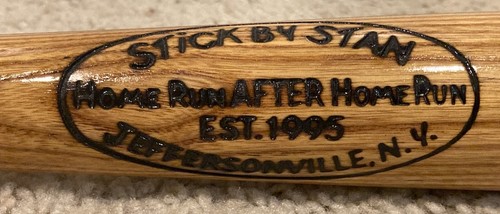 STiCK BY STAN
HOME RUN AFTER HOME RUN
EST. 1995
JEFFERSONVILLE, N.Y.